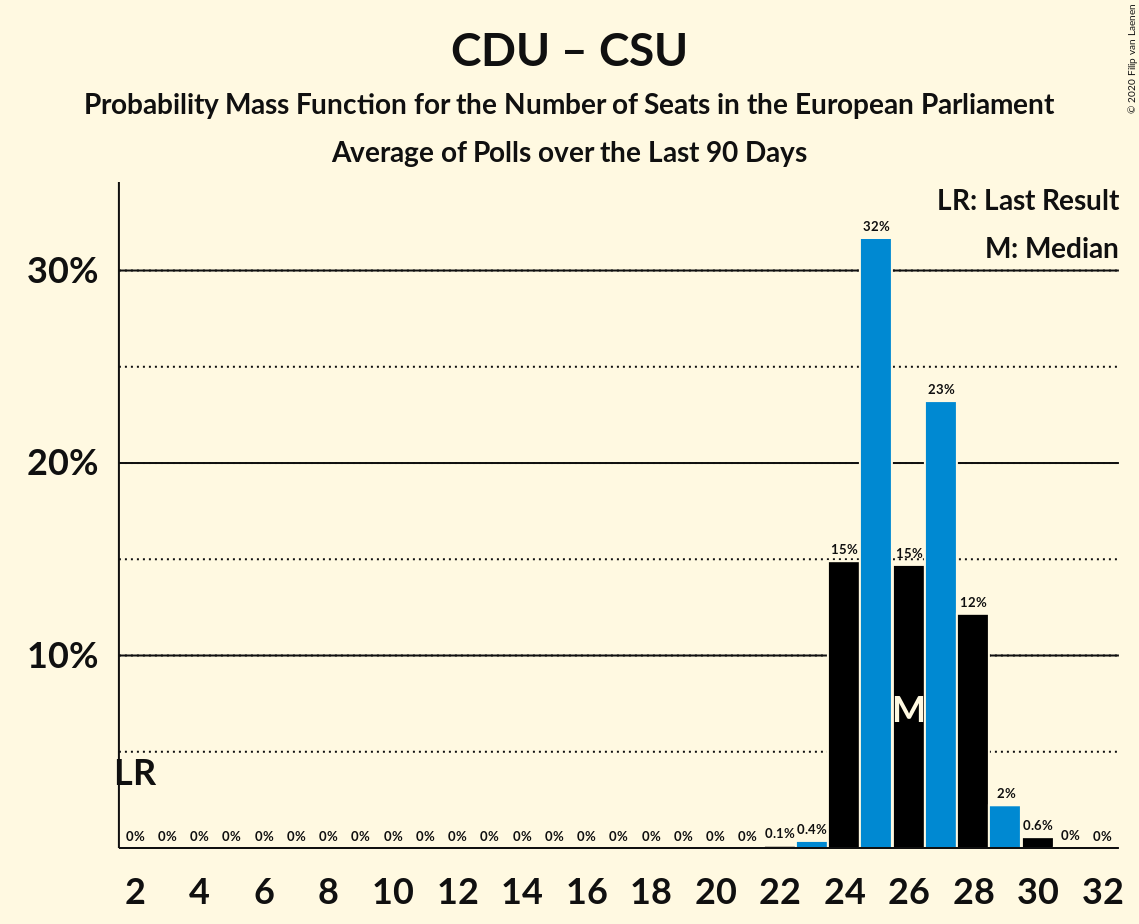 CDU – CSU
Probability Mass Function for the Number of Seats in the European Parliament
Average of Polls over the Last 90 Days
© 2020 Filip van Laenen
LR: Last Result
M: Median
32%
30%
23%
20%
15%
15%
12%
10%
M
LR
2%
0% 0% 0% 0% 0% 0% 0% 0% 0% 0% 0% 0% 0% 0% 0% 0% 0% 0% 0% 0% 0.1% 0.4% 0.6% 0% 0%
2 4 6 8 10 12 14 16 18 20 22 24 26 28 30 32